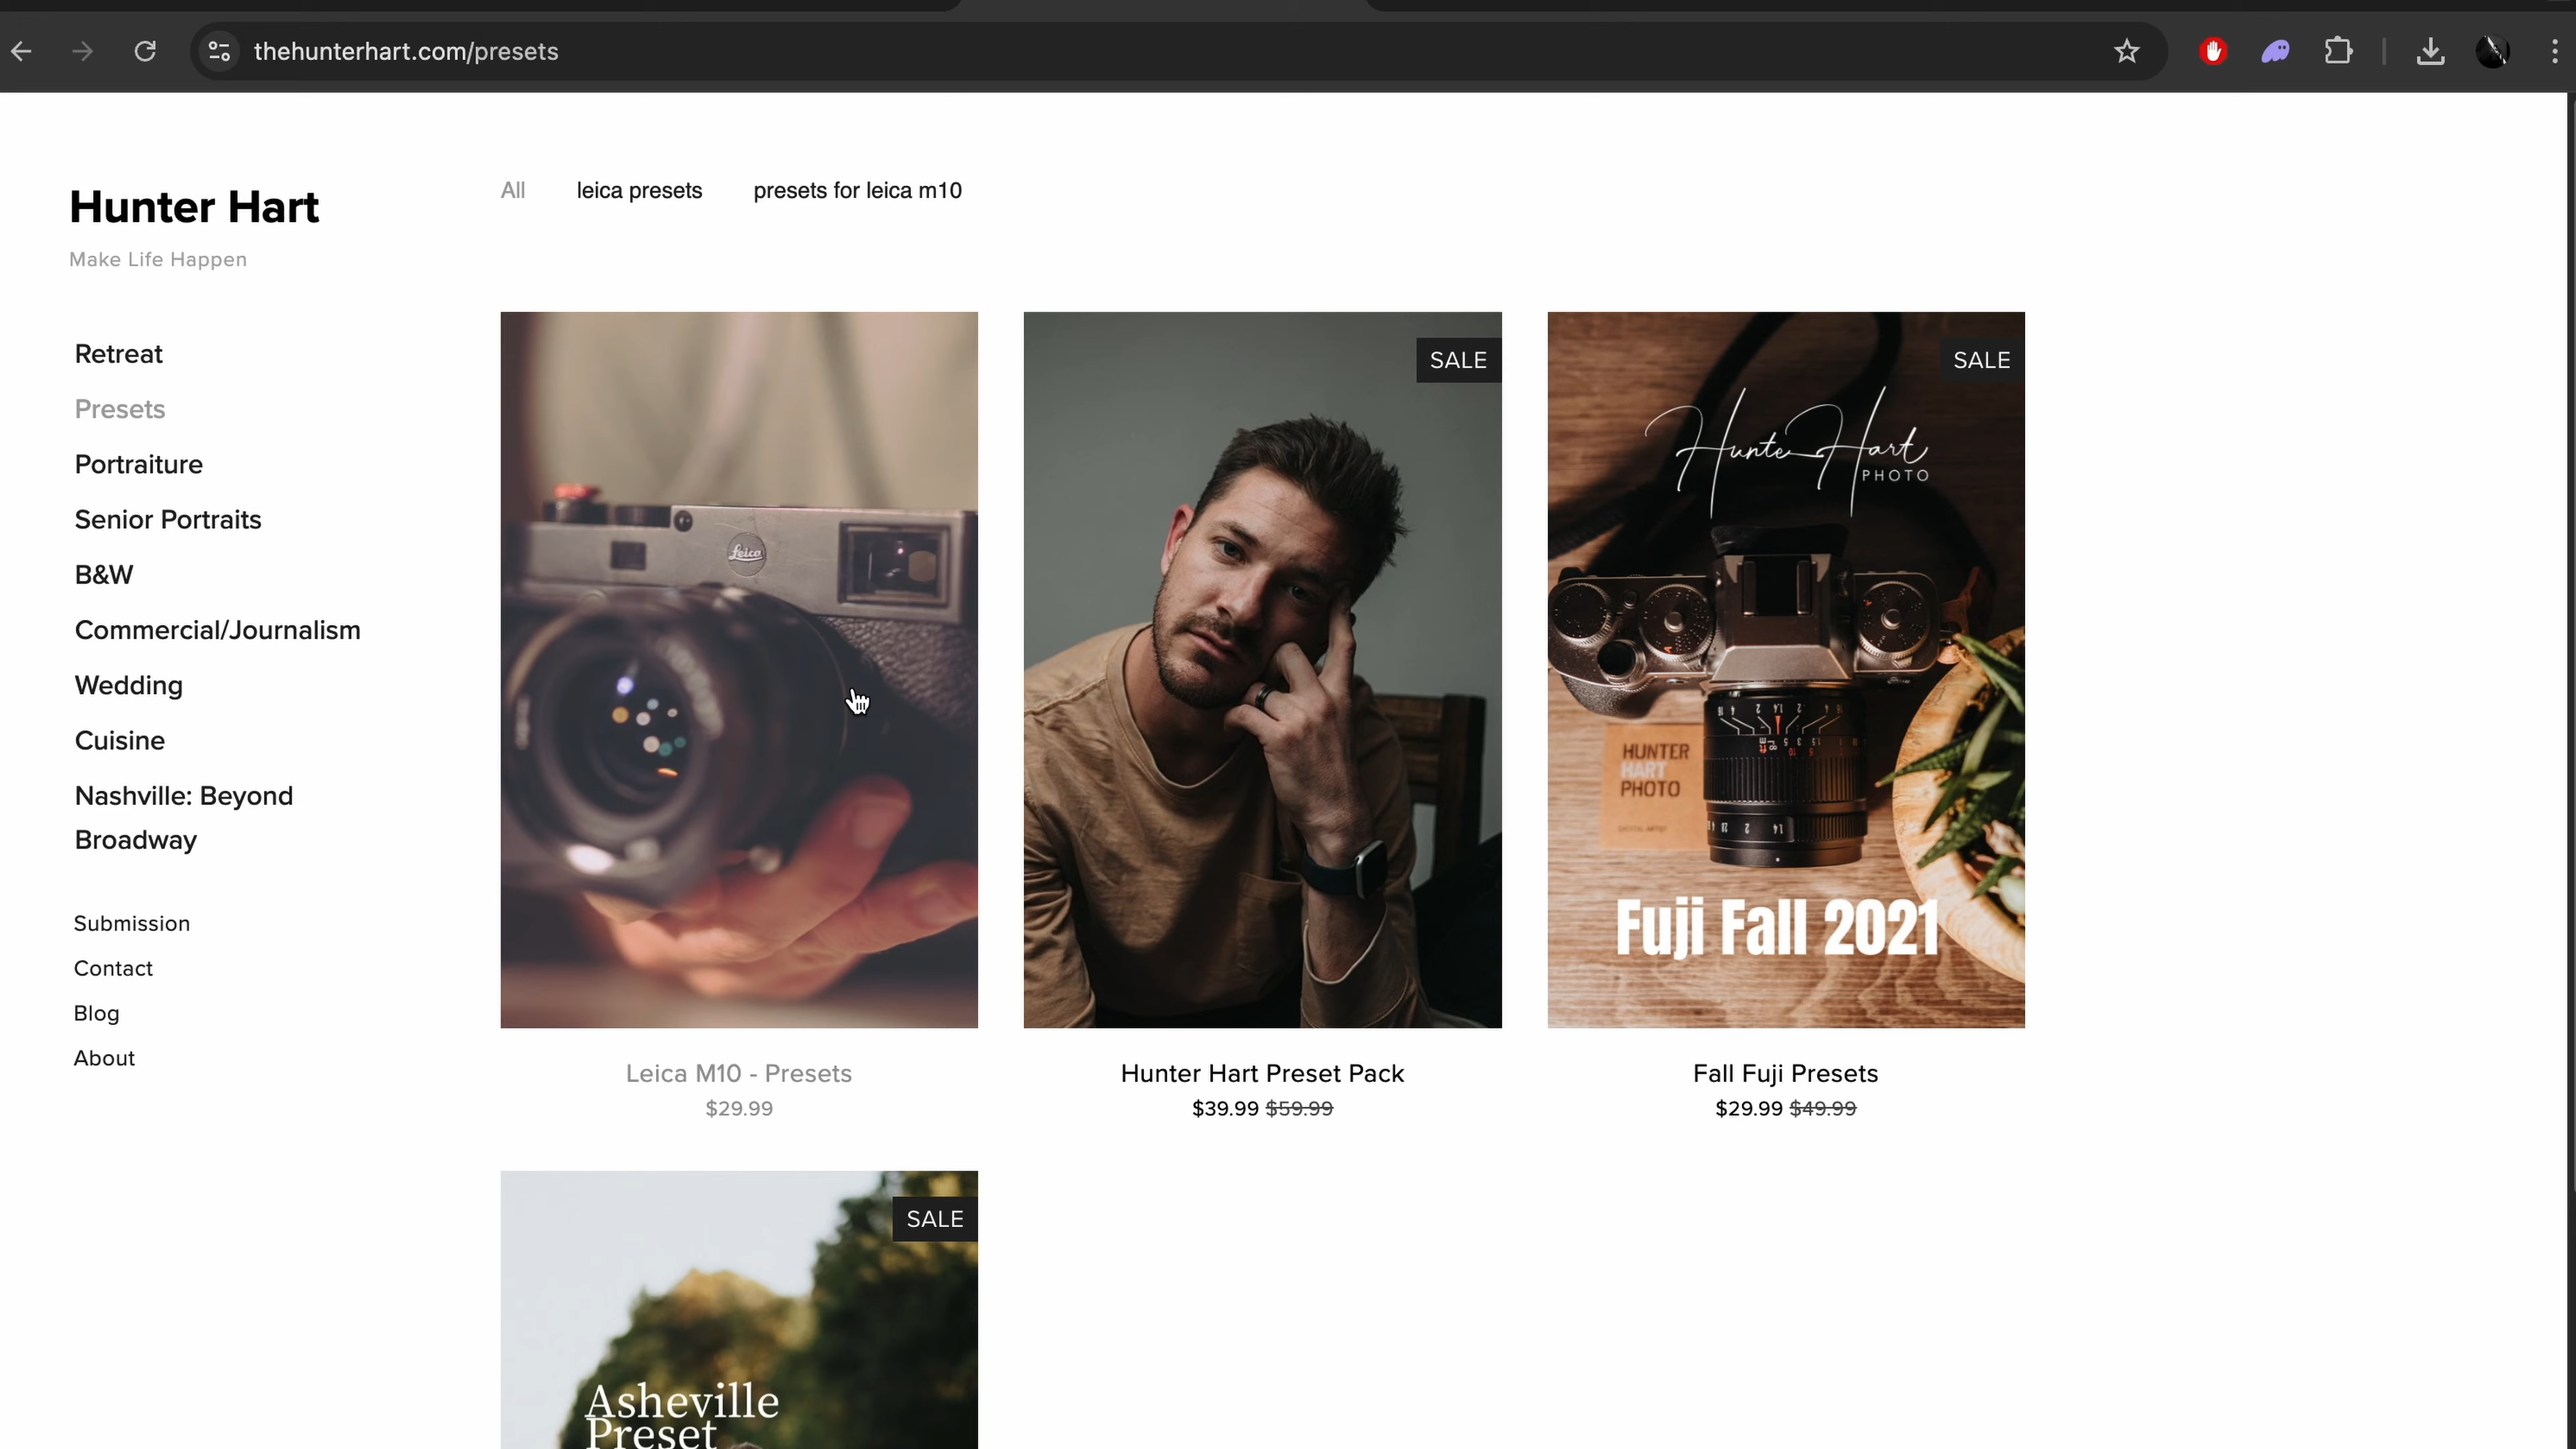 thehunterhart.com/presets
Hunter Hart
Make Life Happen
Retreat
Presets
Portraiture
Senior Portraits
B&W
Commercial/Journalism
Wedding
Cuisine
Nashville: Beyond
Broadway
Submission
Contact
Blog
About
All leica presets presets for leica m10
Leica
Leica M10 - Presets
$29.99
SALE
Hunter Hart Preset Pack
$39.99 $59.99
SALE
Hunter Hart
PHOTO
HUNTER
HART
PHOTO
Fuji Fall 2021
Fall Fuji Presets
$29.99 $49.99
SALE
Asheville
Preset